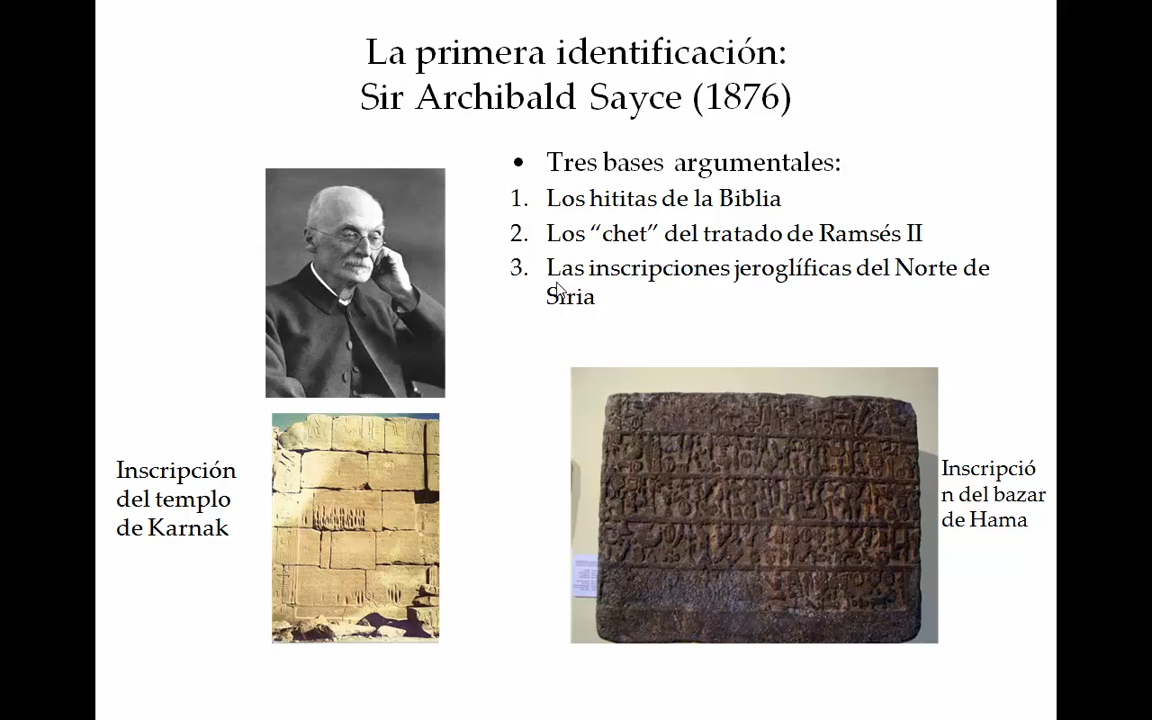 La primera identificación:
Sir Archibald Sayce (1876)
• Tres bases argumentales:
1. Los hititas de la Biblia
2. Los “chet” del tratado de Ramsés II
3. Las inscripciones jeroglíficas del Norte de
Siria
Inscripción
del templo
de Karnak
Inscripció
n del bazar
de Hama